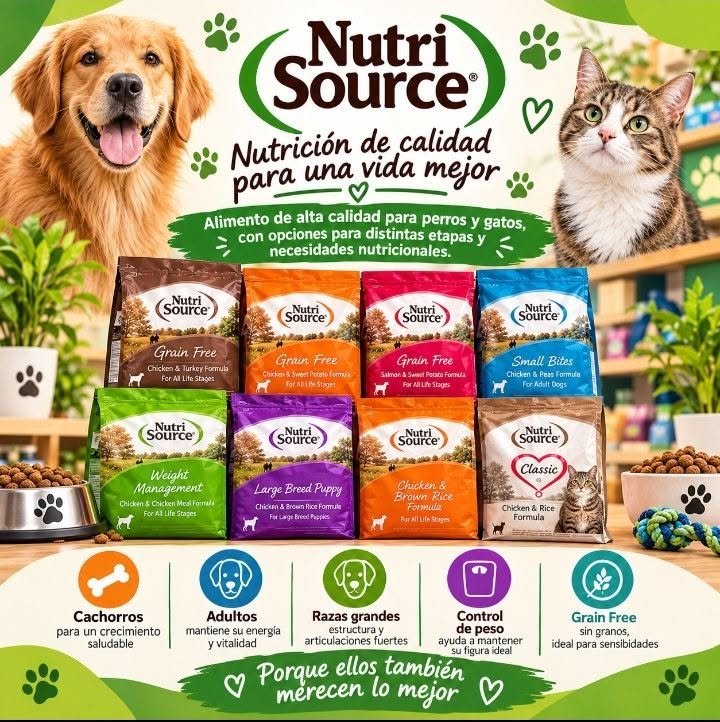 Nutri
Source®
Nutrición de calidad
para una vida mejor
Alimento de alta calidad para perros y gatos,
con opciones para distintas etapas y
necesidades nutricionales.
Nutri
Source®
Grain Free
Chicken & Turkey Formula
For All Life Stages
Nutri
Source®
Grain Free
Chicken & Sweet Potato Formula
For All Life Stages
Nutri
Source®
Grain Free
Salmon & Sweet Potato Formula
For All Life Stages
Nutri
Source®
Small Bites
Chicken & Peas Formula
For Adult Dogs
Nutri
Source®
Weight
Management
Chicken & Chicken Meal Formula
For All Life Stages
Nutri
Source®
Large Breed Puppy
Chicken & Brown Rice Formula
For Large Breed Puppies
Nutri
Source®
Chicken &
Brown Rice
Formula
For All Life Stages
Nutri
Source®
Classic
Chicken & Rice
Formula
Cachorros
para un crecimiento
saludable
Adultos
mantiene su energía
y vitalidad
Razas grandes
estructura y
articulaciones fuertes
Control
de peso
ayuda a mantener
su figura ideal
Grain Free
sin granos,
ideal para sensibidades
Porque ellos también
merecen lo mejor